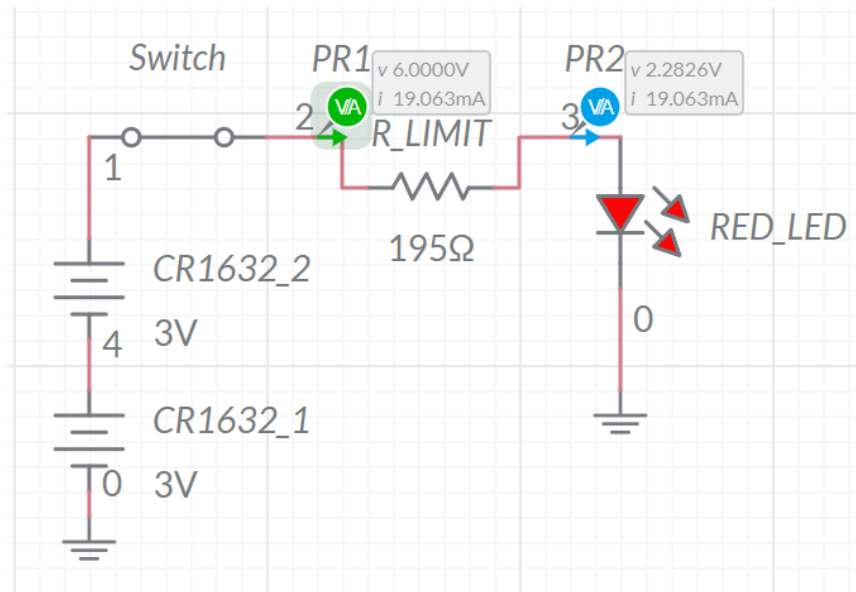 Switch
PR1
v 6.0000V
i 19.063mA
PR2
v 2.2826V
i 19.063mA
2
V/A
3
V/A
R_LIMIT
1
195Ω
RED_LED
CR1632_2
3V
0
4
CR1632_1
3V
0